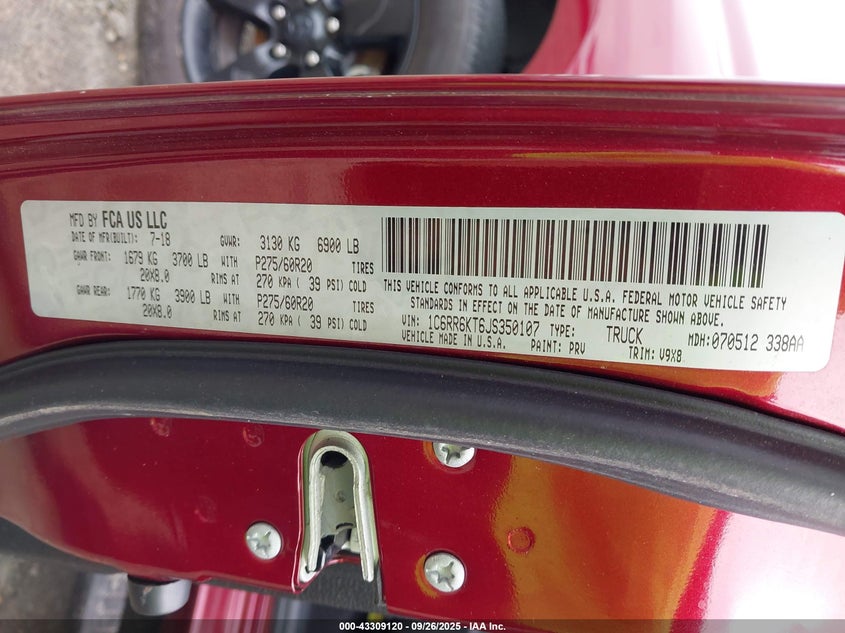 MFD BY FCA US LLC
DATE OF MFR(BUILT): 7-18 GVWR: 3130 KG 6900 LB
GAWR FRONT: 1679 KG 3700 LB WITH P275/60R20 TIRES
20X8.0 RIMS AT 270 KPA ( 39 PSI) COLD
GAWR REAR: 1770 KG 3900 LB WITH P275/60R20 TIRES
20X8.0 RIMS AT 270 KPA ( 39 PSI) COLD
THIS VEHICLE CONFORMS TO ALL APPLICABLE U.S.A. FEDERAL MOTOR VEHICLE SAFETY
STANDARDS IN EFFECT ON THE DATE OF MANUFACTURE SHOWN ABOVE.
VIN: 1C6RR6KT6JS350107 TYPE: TRUCK MDH:070512 338AA
VEHICLE MADE IN U.S.A. PAINT: PRV TRIM: V9X8
000-43309120 - 09/26/2025 - IAA Inc.